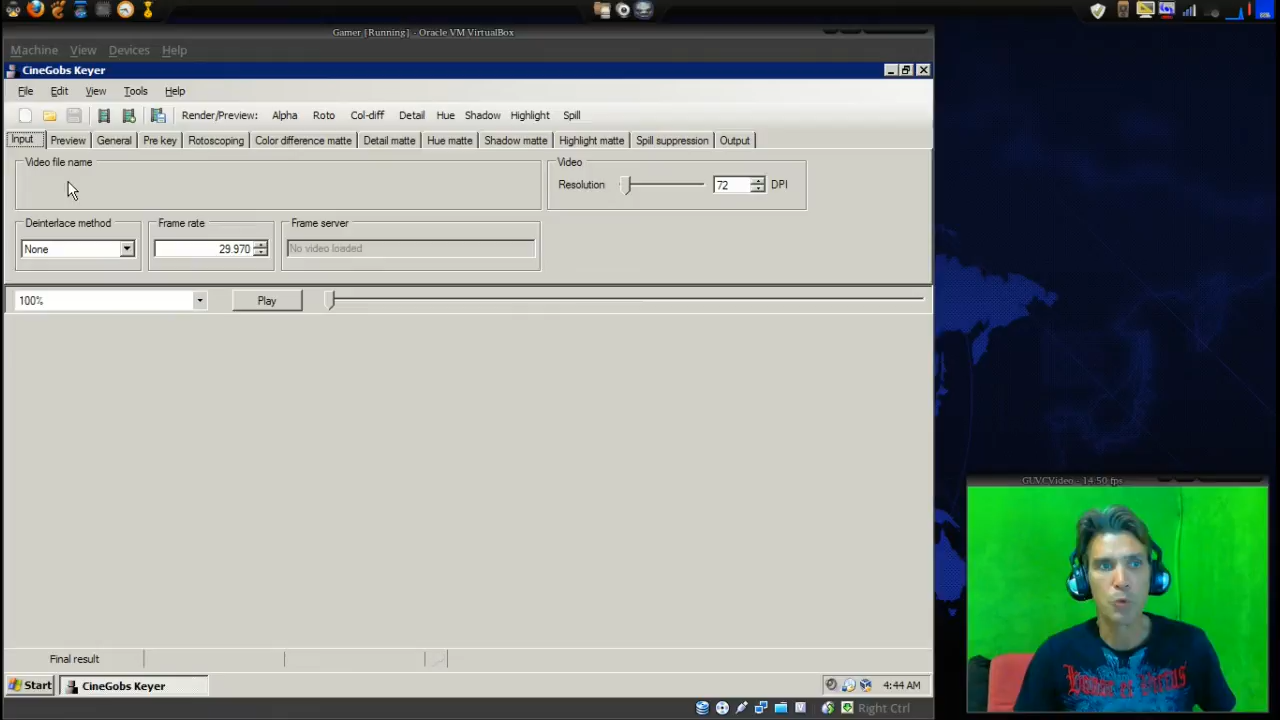 Gamer [Running] - Oracle VM VirtualBox
Machine View Devices Help
CineGobs Keyer
File Edit View Tools Help
Render/Preview: Alpha Roto Col-diff Detail Hue Shadow Highlight Spill
Input Preview General Pre key Rotoscoping Color difference matte Detail matte Hue matte Shadow matte Highlight matte Spill suppression Output
Video file name Video
Resolution 72 DPI
Deinterlace method Frame rate Frame server
None 29.970 No video loaded
100% Play
GUVCVideo - 14.50 fps
Final result
Start CineGobs Keyer 4:44 AM
Right Ctrl